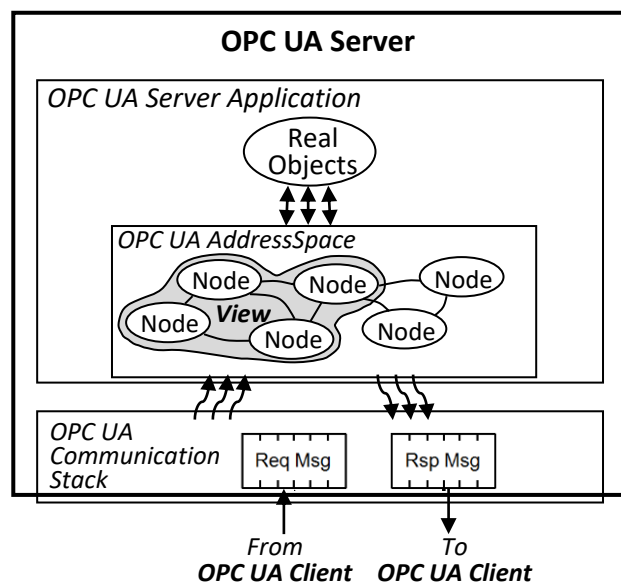 OPC UA Server
OPC UA Server Application
Real
Objects
OPC UA AddressSpace
Node
Node
Node
Node
View
Node
Node
OPC UA
Communication
Stack
Req Msg
Rsp Msg
From
OPC UA Client
To
OPC UA Client